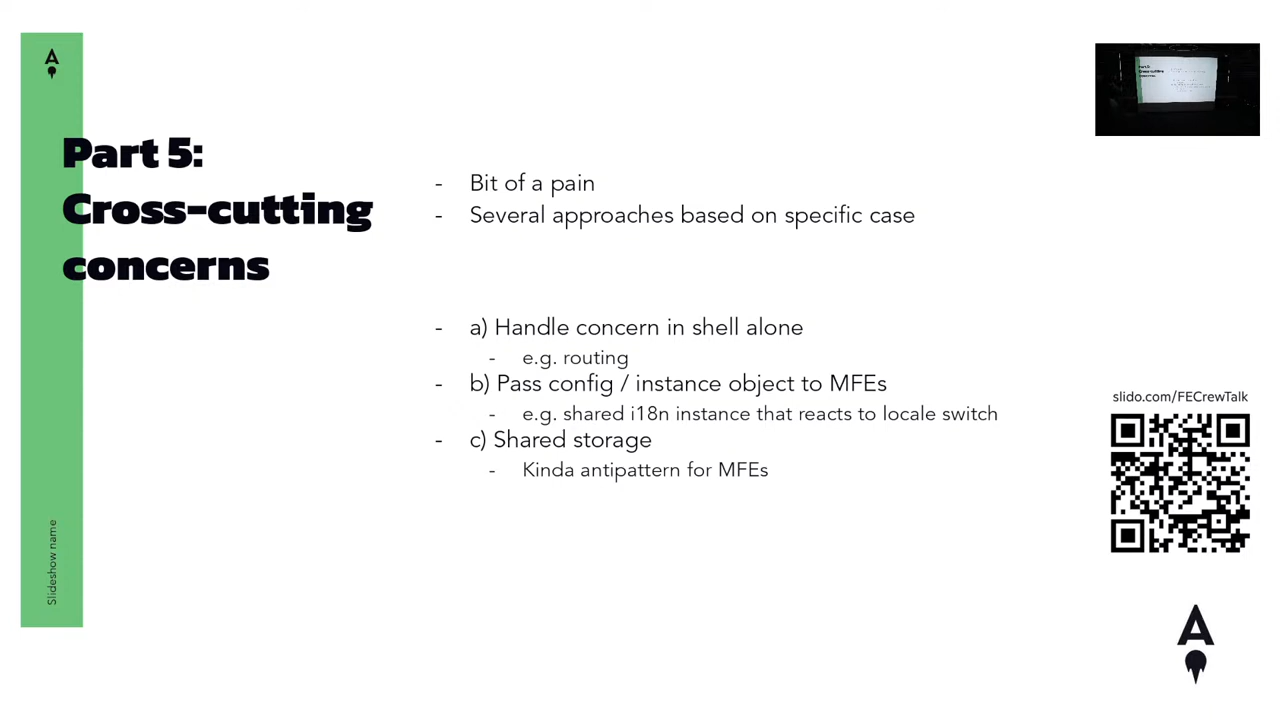 Part 5:
Cross-cutting
concerns
- Bit of a pain
- Several approaches based on specific case
- a) Handle concern in shell alone
- e.g. routing
- b) Pass config / instance object to MFEs
- e.g. shared i18n instance that reacts to locale switch
- c) Shared storage
- Kinda antipattern for MFEs
slido.com/FECrewTalk
Slideshow name